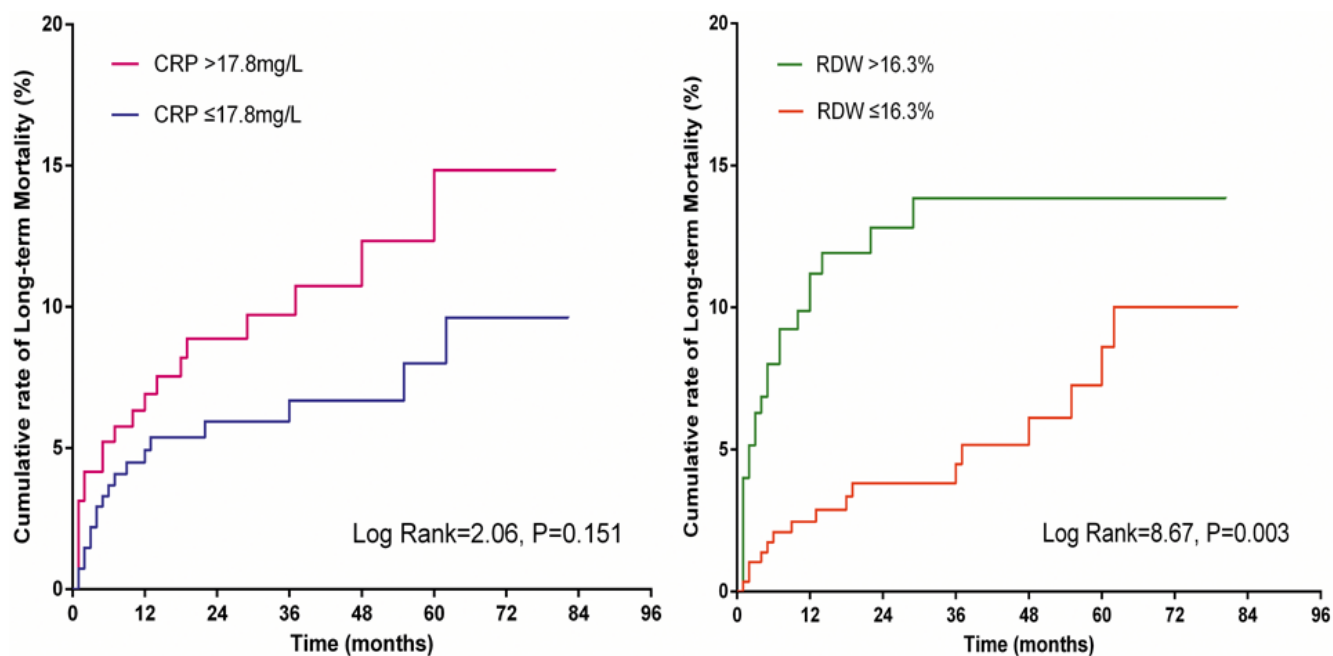 Cumulative rate of Long-term Mortality (%)
20
15
10
5
0
CRP >17.8mg/L
CRP ≤17.8mg/L
Log Rank=2.06, P=0.151
0 12 24 36 48 60 72 84 96
Time (months)
Cumulative rate of Long-term Mortality (%)
20
15
10
5
0
RDW >16.3%
RDW ≤16.3%
Log Rank=8.67, P=0.003
0 12 24 36 48 60 72 84 96
Time (months)